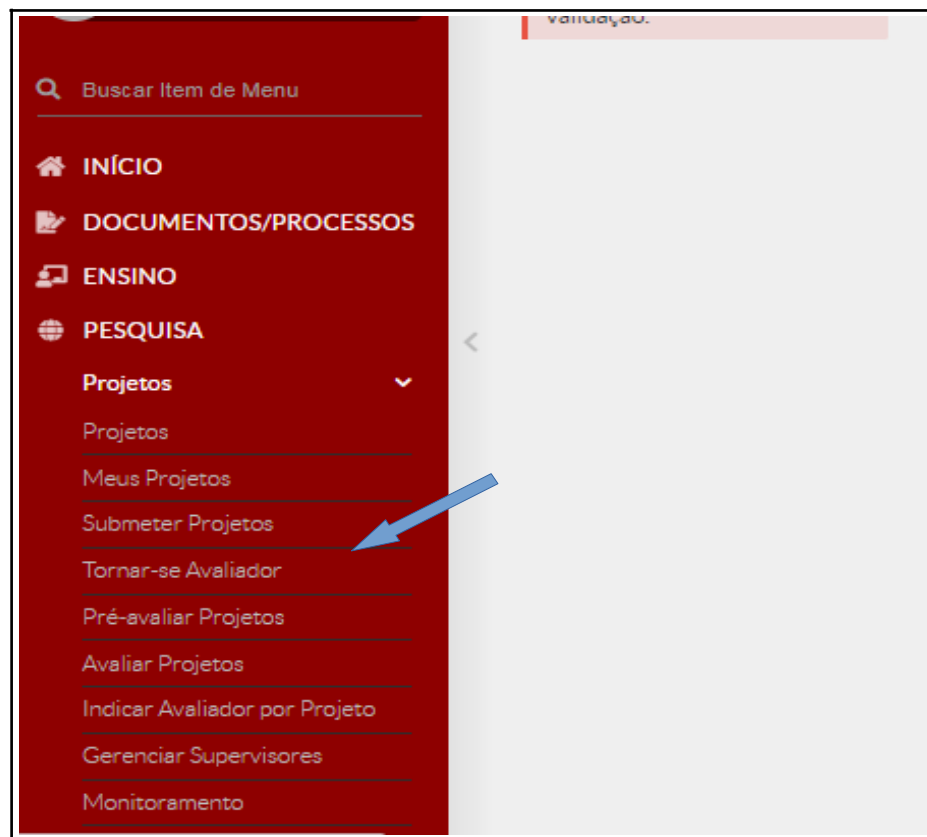 validação.
Buscar Item de Menu
INÍCIO
DOCUMENTOS/PROCESSOS
ENSINO
PESQUISA
Projetos
Projetos
Meus Projetos
Submeter Projetos
Tornar-se Avaliador
Pré-avaliar Projetos
Avaliar Projetos
Indicar Avaliador por Projeto
Gerenciar Supervisores
Monitoramento